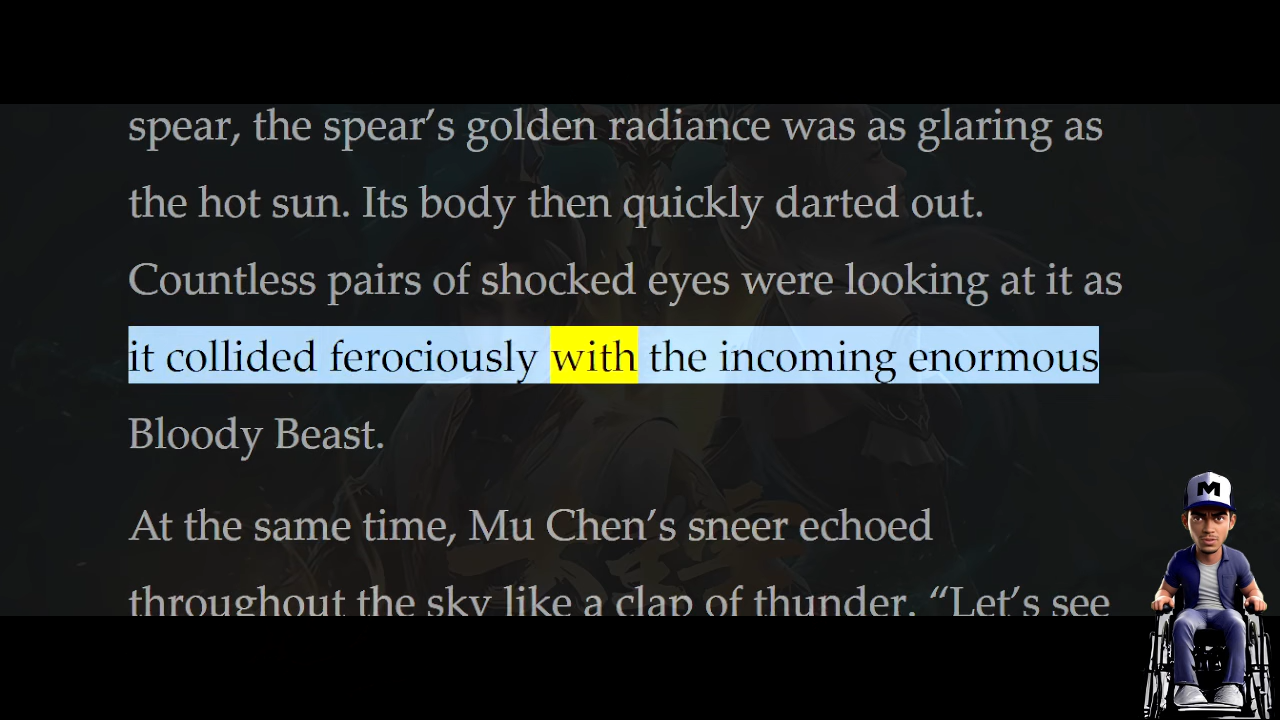 spear, the spear’s golden radiance was as glaring as
the hot sun. Its body then quickly darted out.
Countless pairs of shocked eyes were looking at it as
it collided ferociously with the incoming enormous
Bloody Beast.
At the same time, Mu Chen’s sneer echoed
throughout the sky like a clap of thunder. “Let’s see
M
M